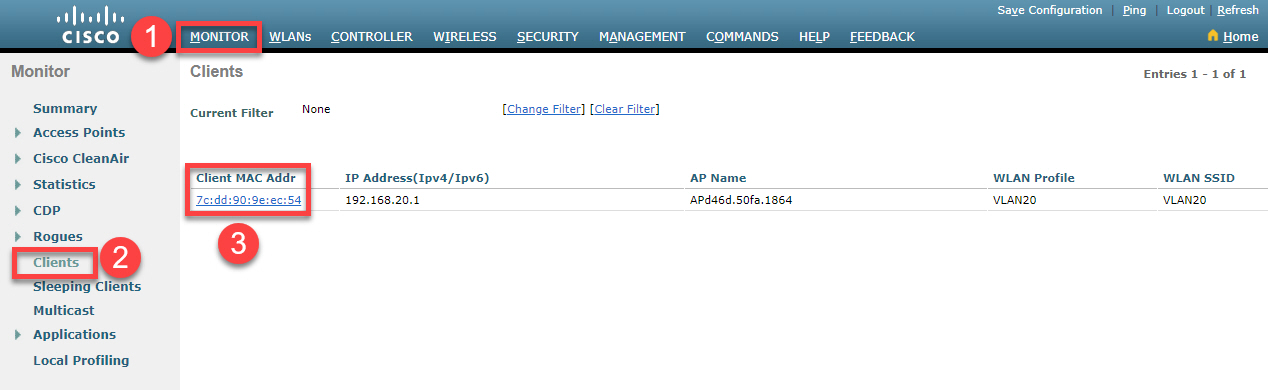 Save Configuration | Ping | Logout | Refresh
CISCO 1 MONITOR WLANs CONTROLLER WIRELESS SECURITY MANAGEMENT COMMANDS HELP FEEDBACK Home
Monitor
Summary
Access Points
Cisco CleanAir
Statistics
CDP
Rogues
Clients 2
Sleeping Clients
Multicast
Applications
Local Profiling
Clients
Entries 1 - 1 of 1
Current Filter None [Change Filter] [Clear Filter]
Client MAC Addr IP Address(Ipv4/Ipv6) AP Name WLAN Profile WLAN SSID
7c:dd:90:9e:ec:54 192.168.20.1 APd46d.50fa.1864 VLAN20 VLAN20
3